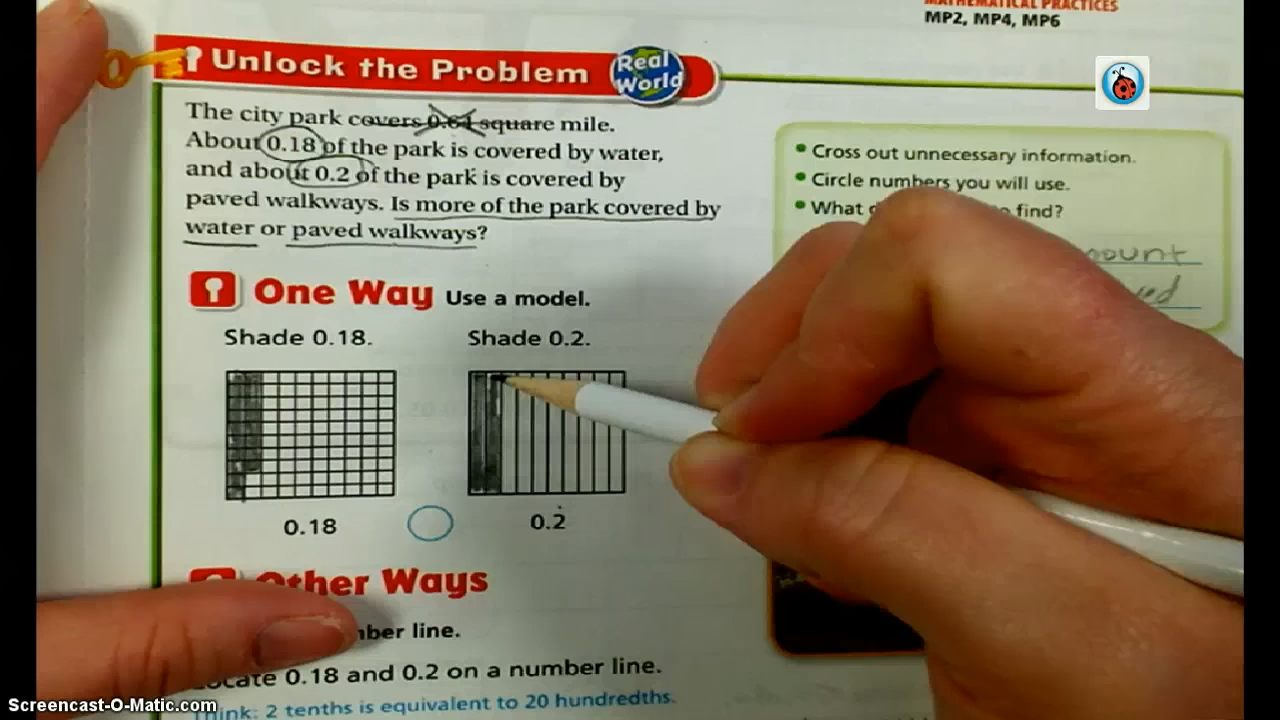 MATHEMATICAL PRACTICES
MP2, MP4, MP6
Unlock the Problem
Real World
The city park covers 0.64 square mile.
About 0.18 of the park is covered by water,
and about 0.2 of the park is covered by
paved walkways. Is more of the park covered by
water or paved walkways?
• Cross out unnecessary information.
• Circle numbers you will use.
• What find?
One Way Use a model.
Shade 0.18. Shade 0.2.
0.18 0.2
Other Ways
line.
Locate 0.18 and 0.2 on a number line.
Think: 2 tenths is equivalent to 20 hundredths.
Screencast-O-Matic.com